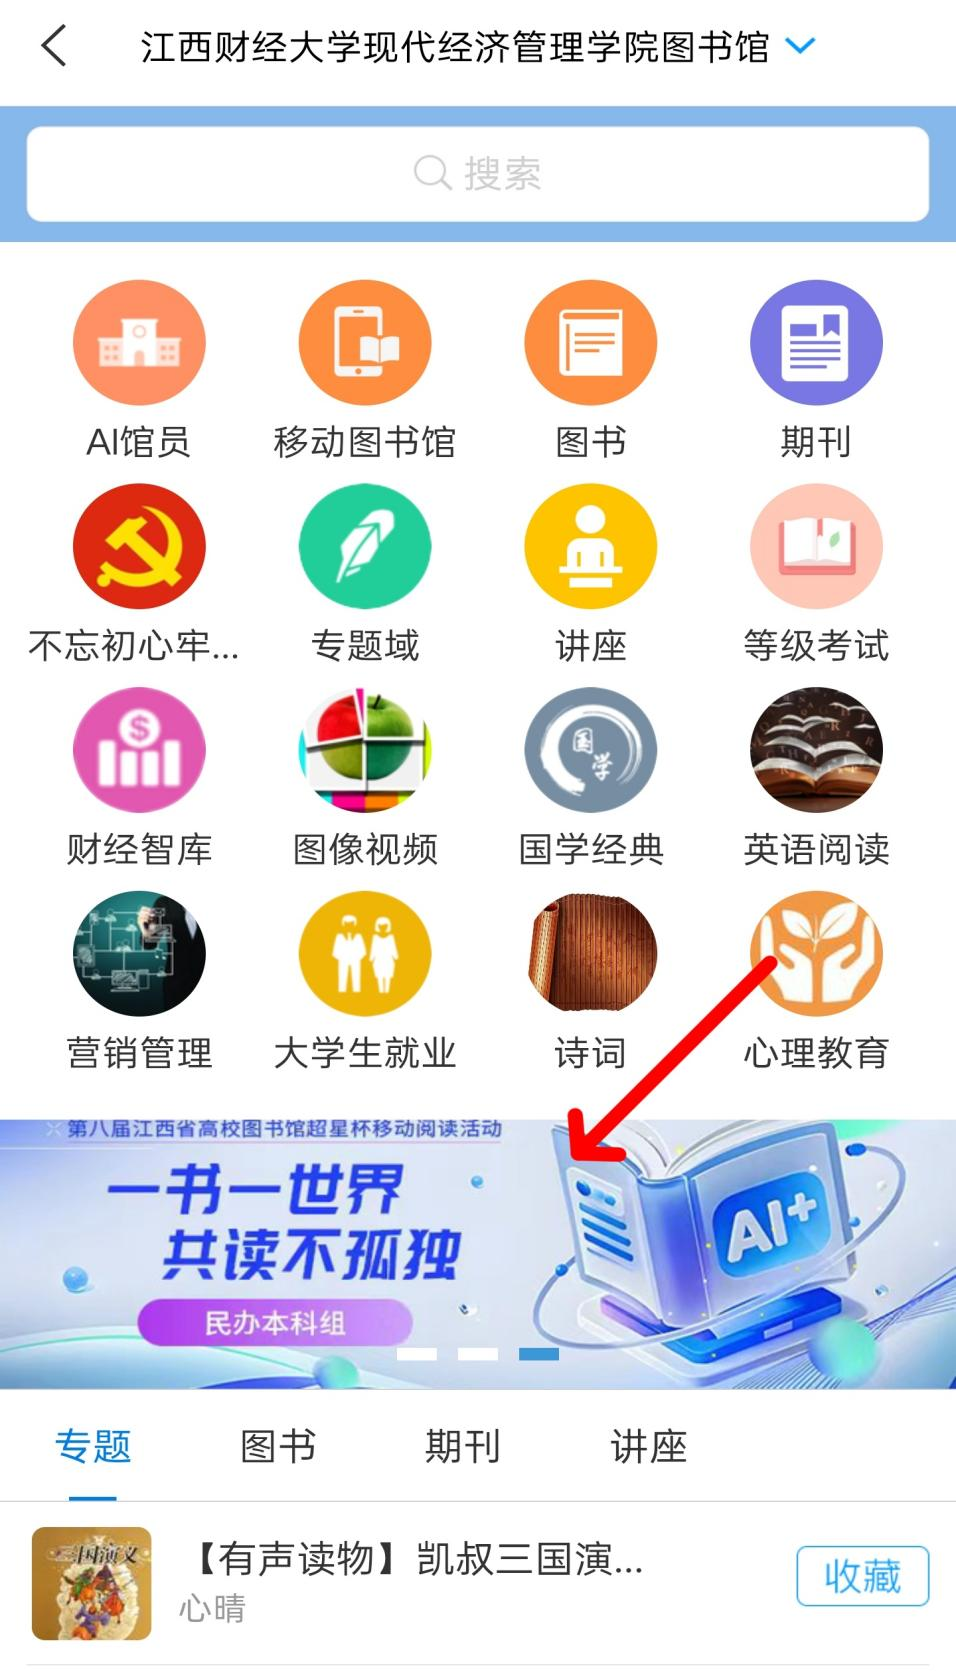 江西财经大学现代经济管理学院图书馆
搜索
AI馆员 移动图书馆 图书 期刊
不忘初心牢... 专题域 讲座 等级考试
国学
财经智库 图像视频 国学经典 英语阅读
营销管理 大学生就业 诗词 心理教育
第八届江西省高校图书馆超星杯移动阅读活动
一书一世界
共读不孤独
民办本科组
AI+
专题 图书 期刊 讲座
三国演义
【有声读物】凯叔三国演...
心晴
收藏